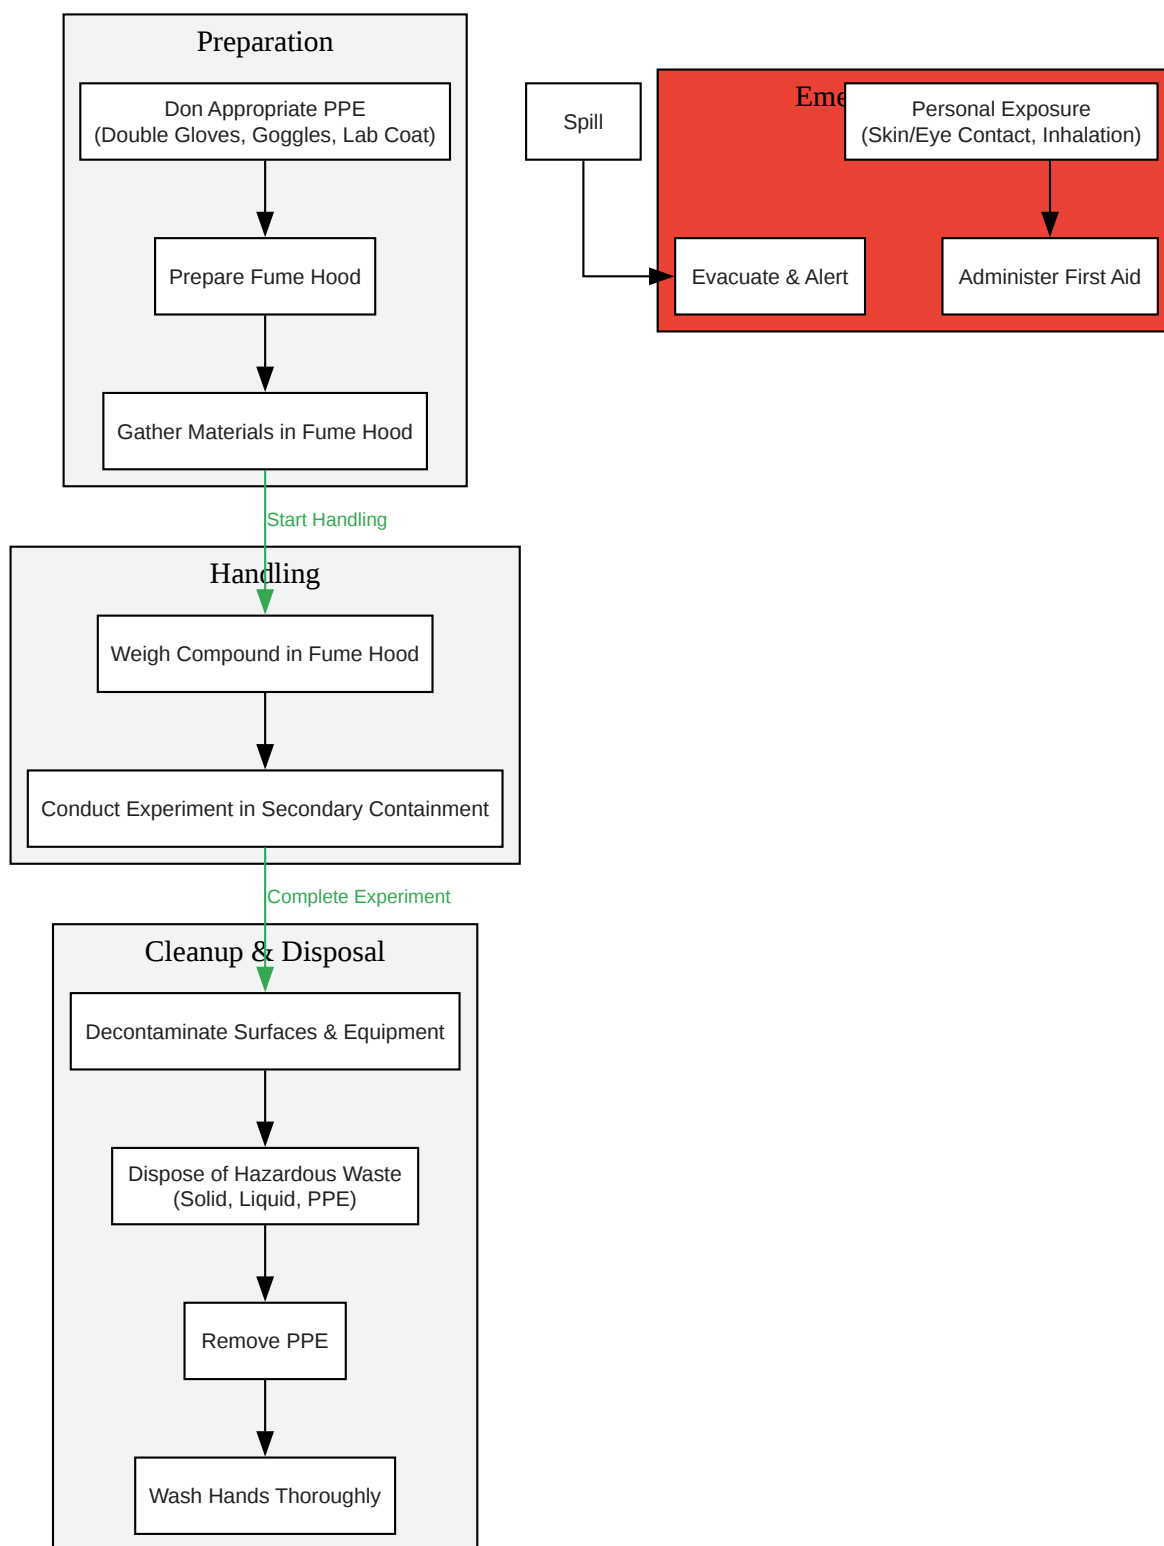 Preparation
Don Appropriate PPE
(Double Gloves, Goggles, Lab Coat)
Prepare Fume Hood
Gather Materials in Fume Hood
Start Handling
Handling
Weigh Compound in Fume Hood
Conduct Experiment in Secondary Containment
Complete Experiment
Cleanup & Disposal
Decontaminate Surfaces & Equipment
Dispose of Hazardous Waste
(Solid, Liquid, PPE)
Remove PPE
Wash Hands Thoroughly
Spill
Personal Exposure
(Skin/Eye Contact, Inhalation)
Evacuate & Alert
Administer First Aid